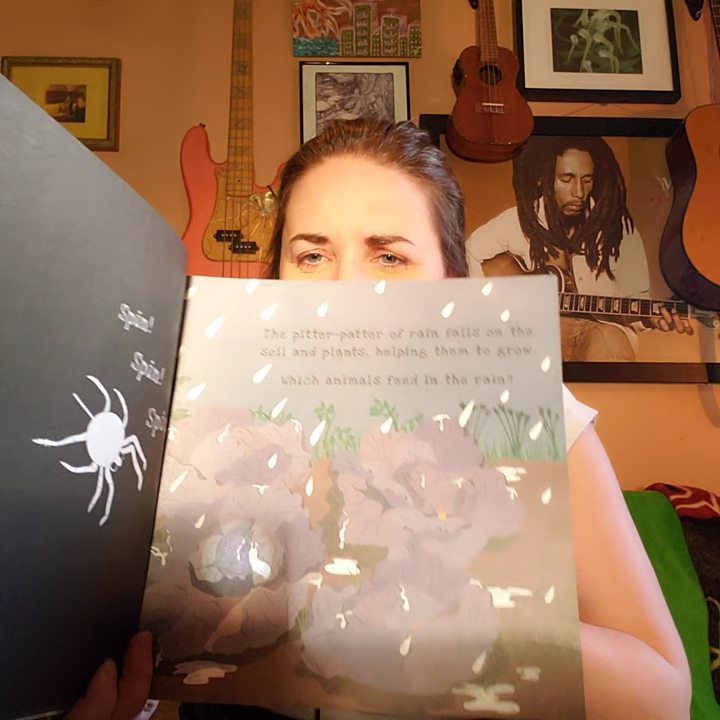 Spin!
Spin!
Spi
The pitter-patter of rain falls on the
soil and plants, helping them to grow.
Which animals feed in the rain?